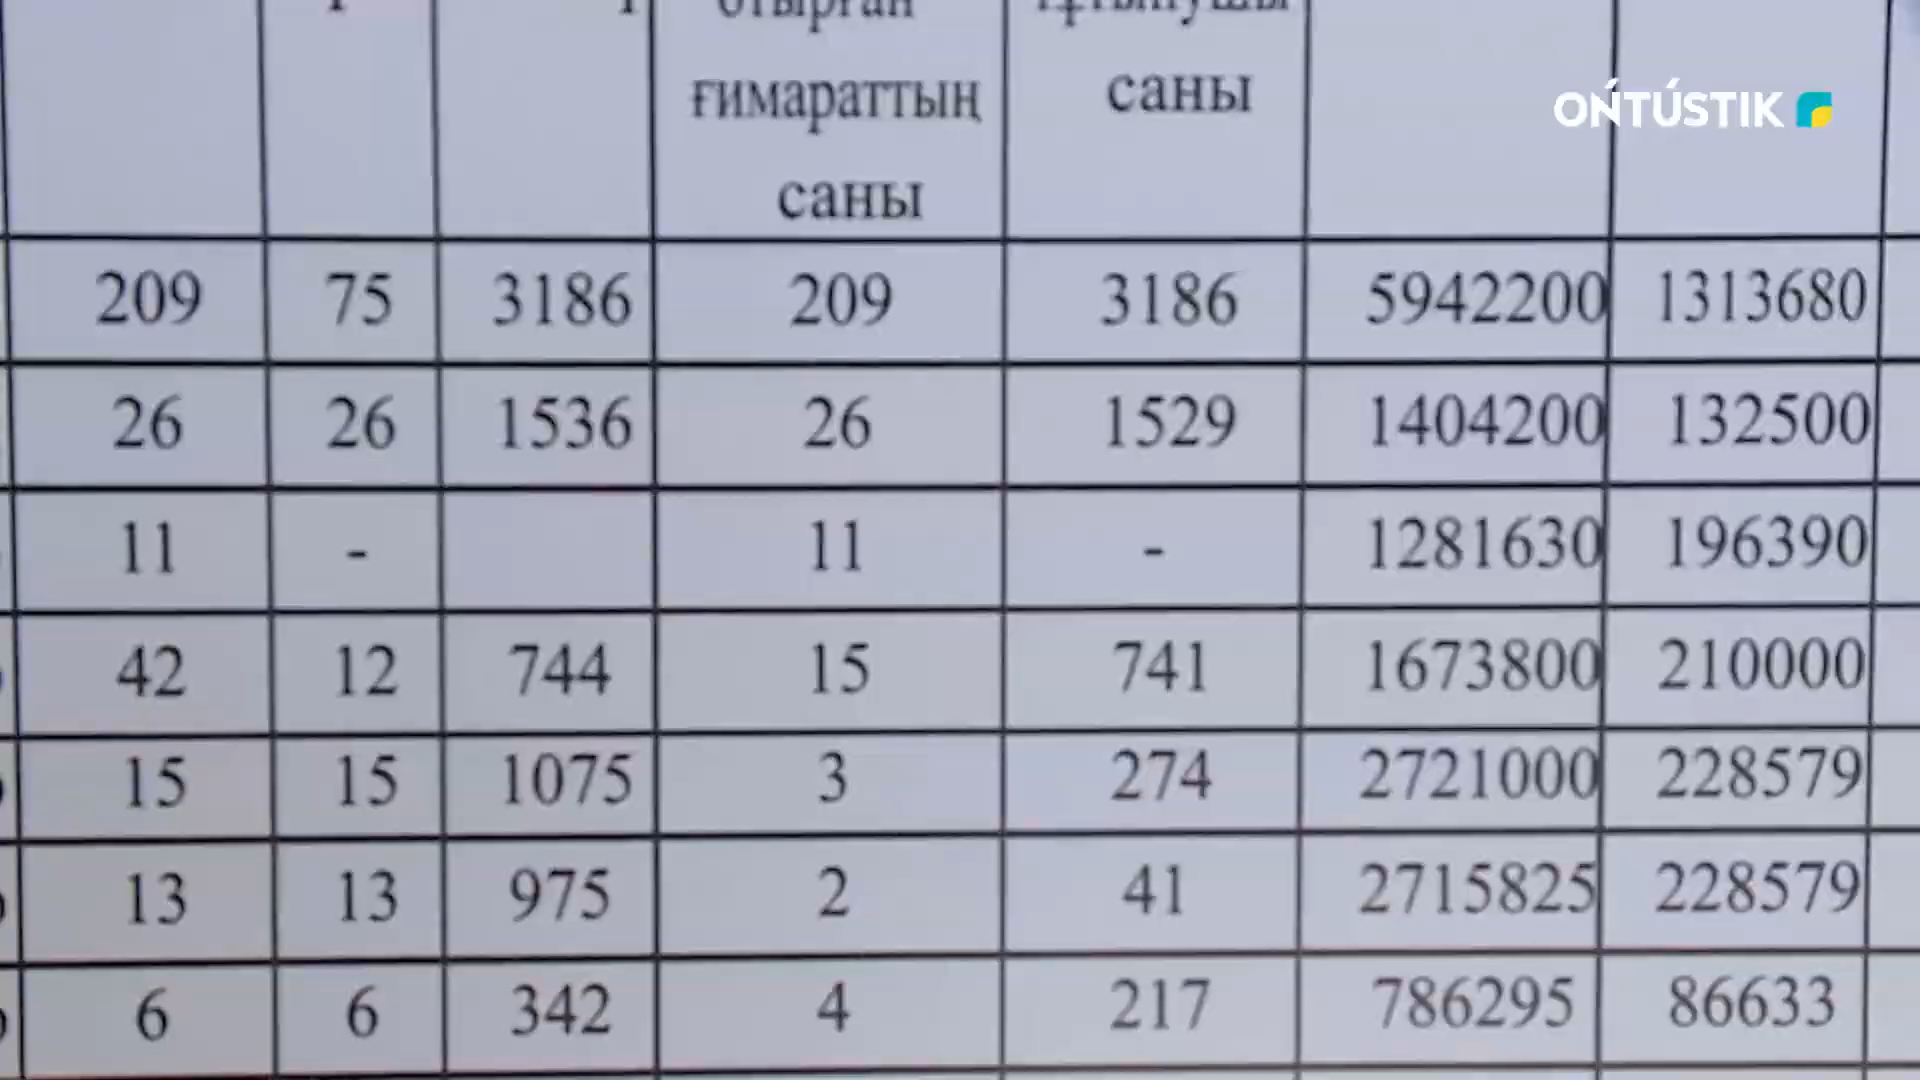 отырған
тұтынушы
ғимараттың
саны
саны
OŃTÚSTIK
209 75 3186 209 3186 5942200 1313680
26 26 1536 26 1529 1404200 132500
11 - 11 - 1281630 196390
42 12 744 15 741 1673800 210000
15 15 1075 3 274 2721000 228579
13 13 975 2 41 2715825 228579
6 6 342 4 217 786295 86633